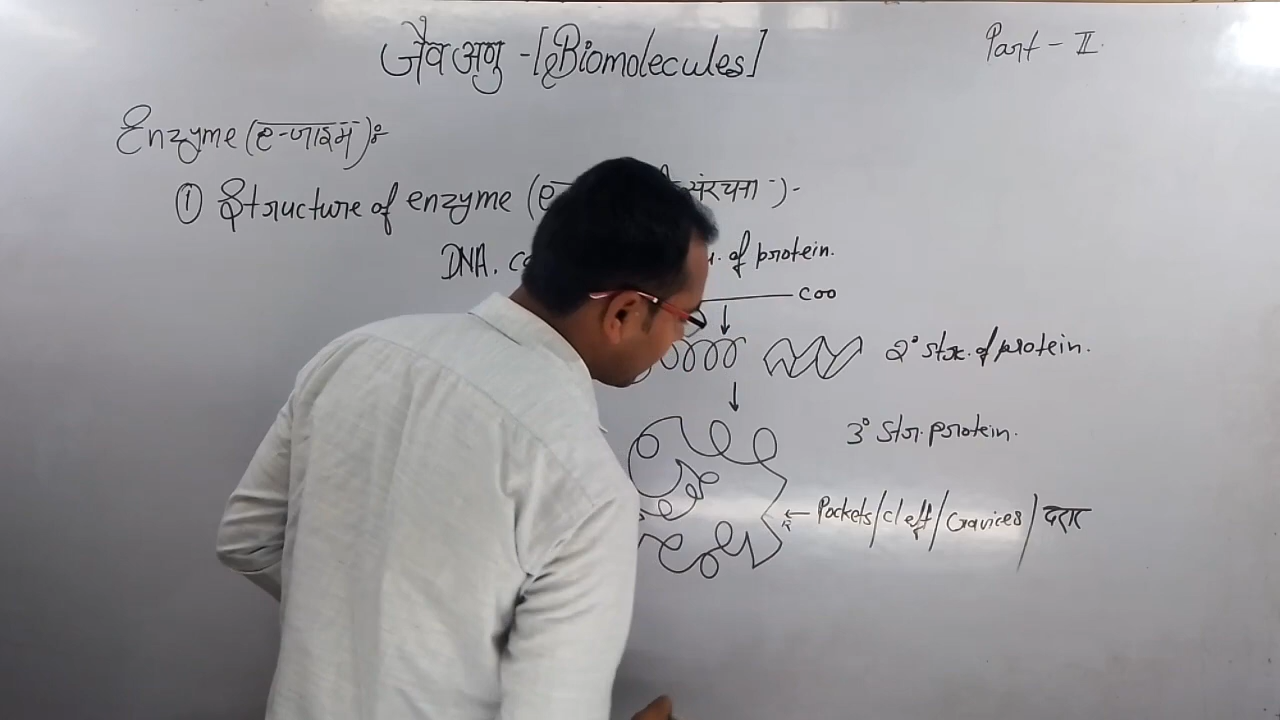 जैव अणु -[Biomolecules]
Part - II.
Enzyme (ए-जाइम):
① Structure of enzyme ( संरचना ) -
DNA. of protein.
COO
2° Str. of protein.
3° Str. protein.
← Pockets/cleft/Cravices/दरार